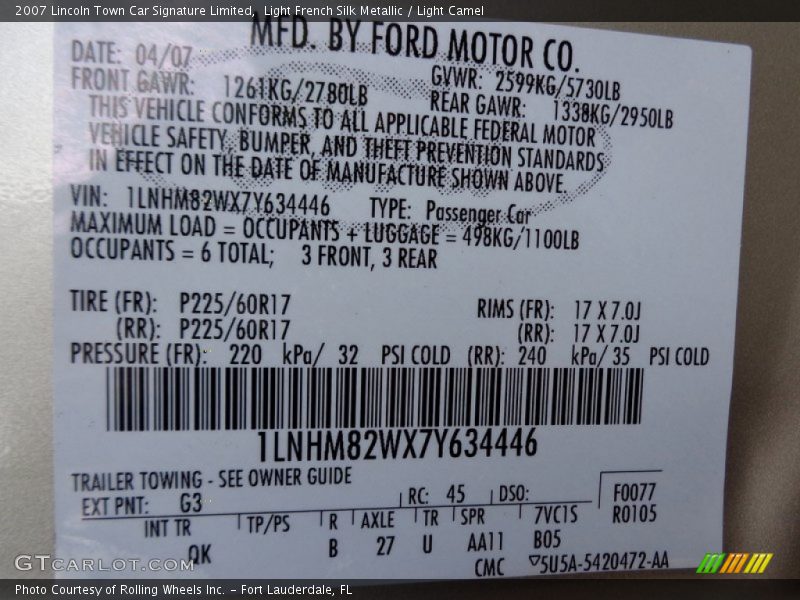 2007 Lincoln Town Car Signature Limited, Light French Silk Metallic / Light Camel
MFD. BY FORD MOTOR CO.
DATE: 04/07 GVWR: 2599KG/5730LB
FRONT GAWR: 1261KG/2780LB REAR GAWR: 1338KG/2950LB
THIS VEHICLE CONFORMS TO ALL APPLICABLE FEDERAL MOTOR
VEHICLE SAFETY, BUMPER, AND THEFT PREVENTION STANDARDS
IN EFFECT ON THE DATE OF MANUFACTURE SHOWN ABOVE.
VIN: 1LNHM82WX7Y634446 TYPE: Passenger Car
MAXIMUM LOAD = OCCUPANTS + LUGGAGE = 498KG/1100LB
OCCUPANTS = 6 TOTAL; 3 FRONT, 3 REAR
TIRE (FR): P225/60R17 RIMS (FR): 17 X 7.0J
(RR): P225/60R17 (RR): 17 X 7.0J
PRESSURE (FR): 220 kPa/ 32 PSI COLD (RR): 240 kPa/ 35 PSI COLD
1LNHM82WX7Y634446
TRAILER TOWING - SEE OWNER GUIDE
EXT PNT: G3 RC: 45 DSO: F0077
INT TR TP/PS R AXLE TR SPR 7VC1S R0105
QK B 27 U AA11 B05
CMC 5U5A-5420472-AA
GTcarlot.com
Photo Courtesy of Rolling Wheels Inc. – Fort Lauderdale, FL